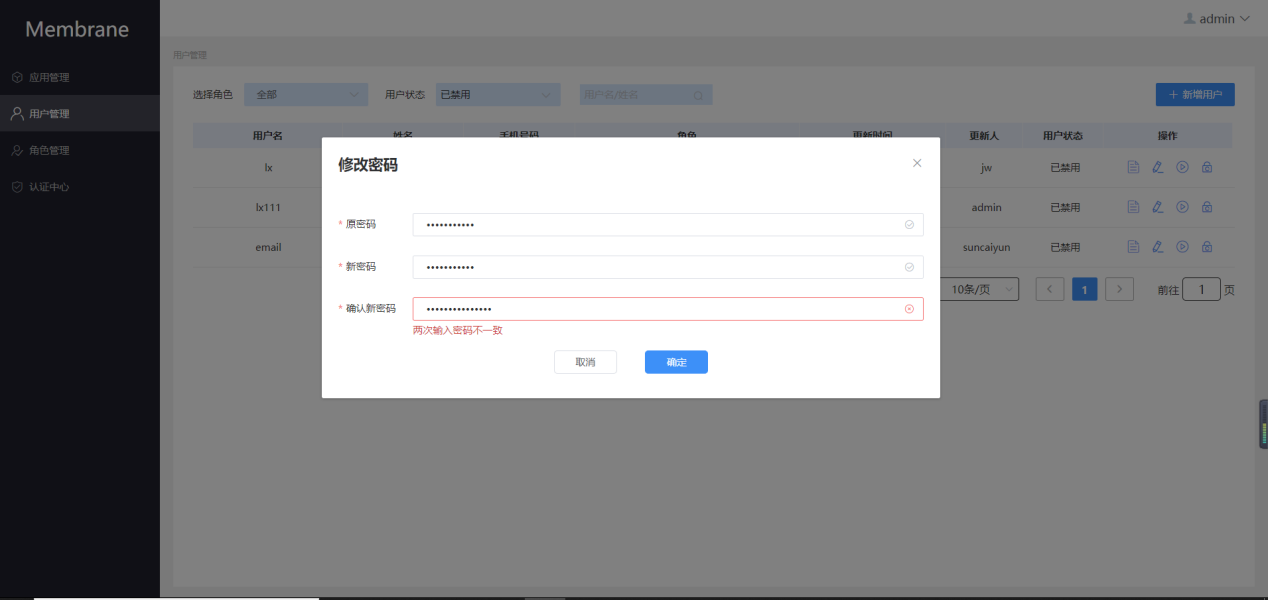 Membrane
admin
应用管理
用户管理
角色管理
认证中心
用户管理
选择角色 全部 用户状态 已禁用 用户名/姓名 + 新增用户
用户名 姓名 手机号码 角色 更新时间 更新人 用户状态 操作
lx jw 已禁用
lx111 admin 已禁用
email suncaiyun 已禁用
10条/页 < 1 > 前往 1 页
修改密码
* 原密码 •••••••••••
* 新密码 •••••••••••
* 确认新密码 •••••••••••••••
两次输入密码不一致
取消 确定